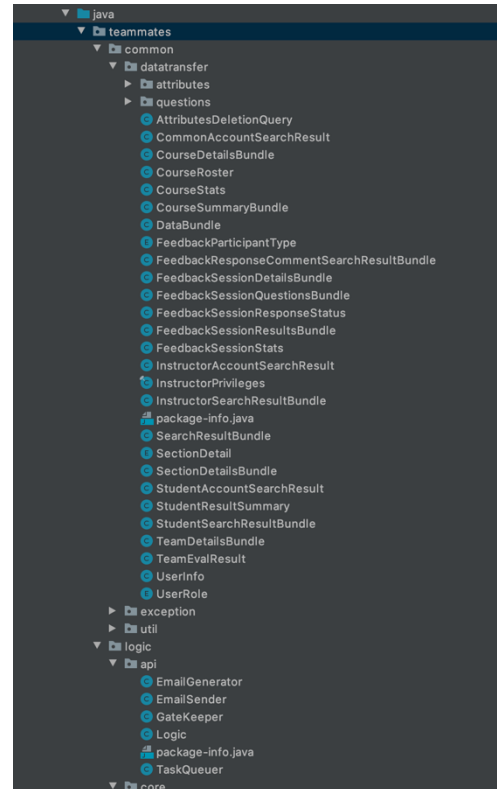 java
teammates
common
datatransfer
attributes
questions
AttributesDeletionQuery
CommonAccountSearchResult
CourseDetailsBundle
CourseRoster
CourseStats
CourseSummaryBundle
DataBundle
FeedbackParticipantType
FeedbackResponseCommentSearchResultBundle
FeedbackSessionDetailsBundle
FeedbackSessionQuestionsBundle
FeedbackSessionResponseStatus
FeedbackSessionResultsBundle
FeedbackSessionStats
InstructorAccountSearchResult
InstructorPrivileges
InstructorSearchResultBundle
package-info.java
SearchResultBundle
SectionDetail
SectionDetailsBundle
StudentAccountSearchResult
StudentResultSummary
StudentSearchResultBundle
TeamDetailsBundle
TeamEvalResult
UserInfo
UserRole
exception
util
logic
api
EmailGenerator
EmailSender
GateKeeper
Logic
package-info.java
TaskQueuer
core